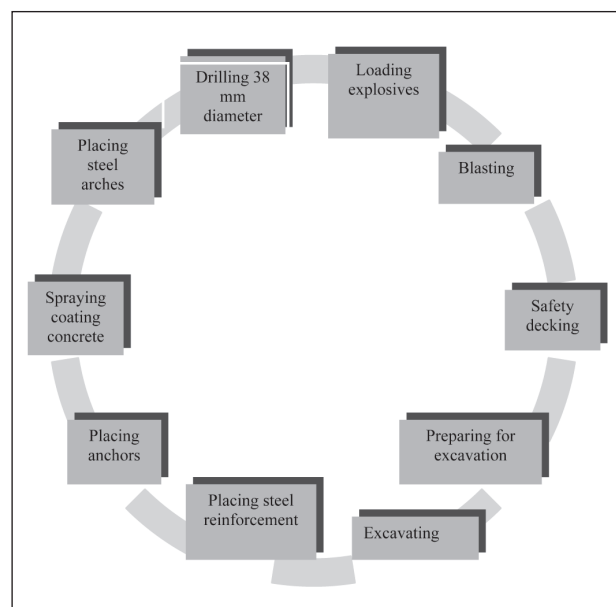 Drilling 38
mm
diameter
Loading
explosives
Blasting
Safety
decking
Preparing for
excavation
Excavating
Placing steel
reinforcement
Placing
anchors
Spraying
coating
concrete
Placing
steel
arches